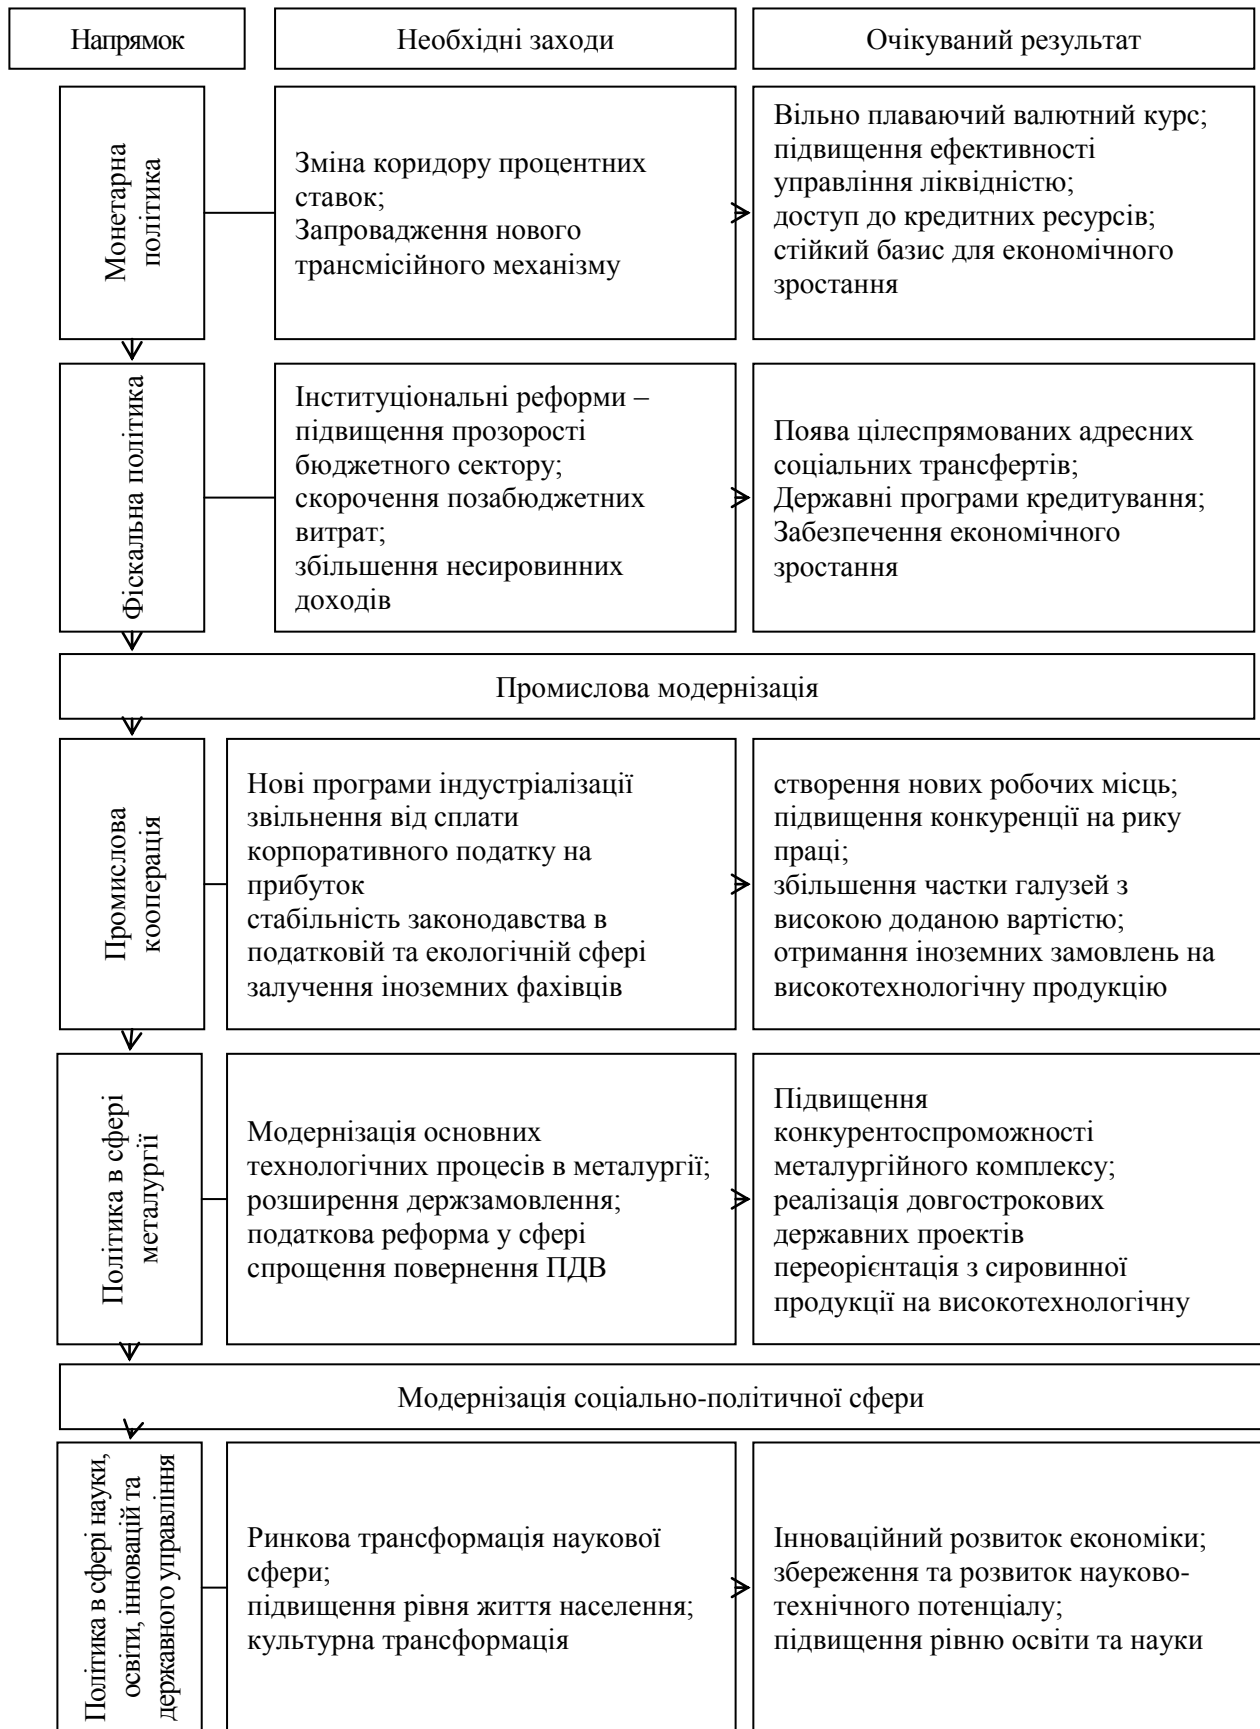 Напрямок
Необхідні заходи
Очікуваний результат
Монетарна
політика
Зміна коридору процентних
ставок;
Запровадження нового
трансмісійного механізму
Вільно плаваючий валютний курс;
підвищення ефективності
управління ліквідністю;
доступ до кредитних ресурсів;
стійкий базис для економічного
зростання
Фіскальна політика
Інституціональні реформи –
підвищення прозорості
бюджетного сектору;
скорочення позабюджетних
витрат;
збільшення несировинних
доходів
Поява цілеспрямованих адресних
соціальних трансфертів;
Державні програми кредитування;
Забезпечення економічного
зростання
Промислова модернізація
Промислова
кооперація
Нові програми індустріалізації
звільнення від сплати
корпоративного податку на
прибуток
стабільність законодавства в
податковій та екологічній сфері
залучення іноземних фахівців
створення нових робочих місць;
підвищення конкуренції на рику
праці;
збільшення частки галузей з
високою доданою вартістю;
отримання іноземних замовлень на
високотехнологічну продукцію
Політика в сфері
металургії
Модернізація основних
технологічних процесів в металургії;
розширення держзамовлення;
податкова реформа у сфері
спрощення повернення ПДВ
Підвищення
конкурентоспроможності
металургійного комплексу;
реалізація довгострокових
державних проектів
переорієнтація з сировинної
продукції на високотехнологічну
Модернізація соціально-політичної сфери
Політика в сфері науки,
освіти, інновацій та
державного управління
Ринкова трансформація наукової
сфери;
підвищення рівня життя населення;
культурна трансформація
Інноваційний розвиток економіки;
збереження та розвиток науково-
технічного потенціалу;
підвищення рівню освіти та науки